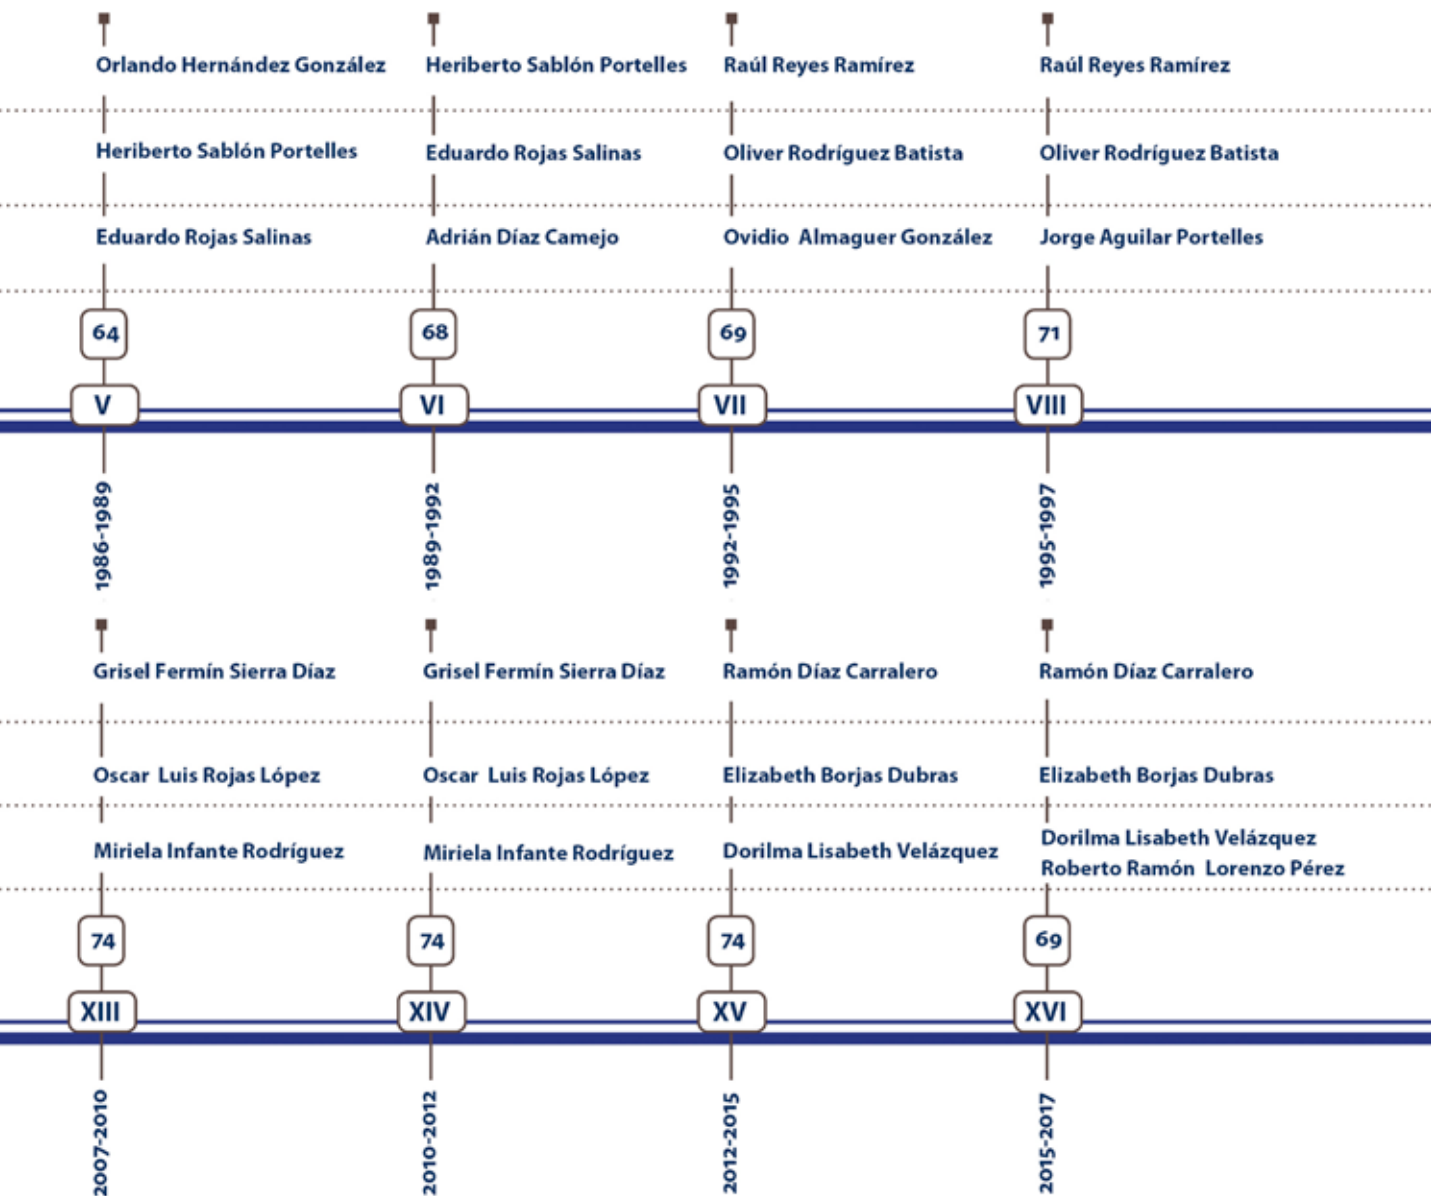 Orlando Hernández González Heriberto Sablón Portelles Raúl Reyes Ramírez Raúl Reyes Ramírez
Heriberto Sablón Portelles Eduardo Rojas Salinas Oliver Rodríguez Batista Oliver Rodríguez Batista
Eduardo Rojas Salinas Adrián Díaz Camejo Ovidio Almaguer González Jorge Aguilar Portelles
64 68 69 71
V VI VII VIII
1986-1989 1989-1992 1992-1995 1995-1997
Grisel Fermín Sierra Díaz Grisel Fermín Sierra Díaz Ramón Díaz Carralero Ramón Díaz Carralero
Oscar Luis Rojas López Oscar Luis Rojas López Elizabeth Borjas Dubras Elizabeth Borjas Dubras
Miriela Infante Rodríguez Miriela Infante Rodríguez Dorilma Lisabeth Velázquez Dorilma Lisabeth Velázquez
Roberto Ramón Lorenzo Pérez
74 74 74 69
XIII XIV XV XVI
2007-2010 2010-2012 2012-2015 2015-2017